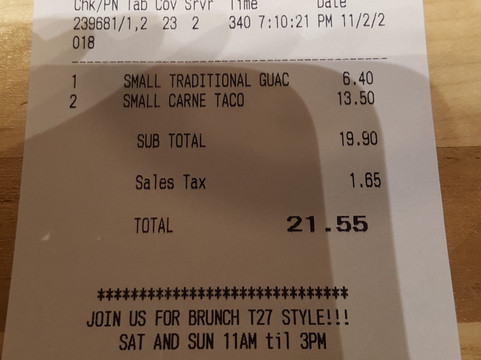 Chk/PN Tab Cov Srvr Time Date
239681/1,2 23 2 340 7:10:21 PM 11/2/2
018
1 SMALL TRADITIONAL GUAC 6.40
2 SMALL CARNE TACO 13.50
SUB TOTAL 19.90
Sales Tax 1.65
TOTAL 21.55
******************************
JOIN US FOR BRUNCH T27 STYLE!!!
SAT AND SUN 11AM til 3PM